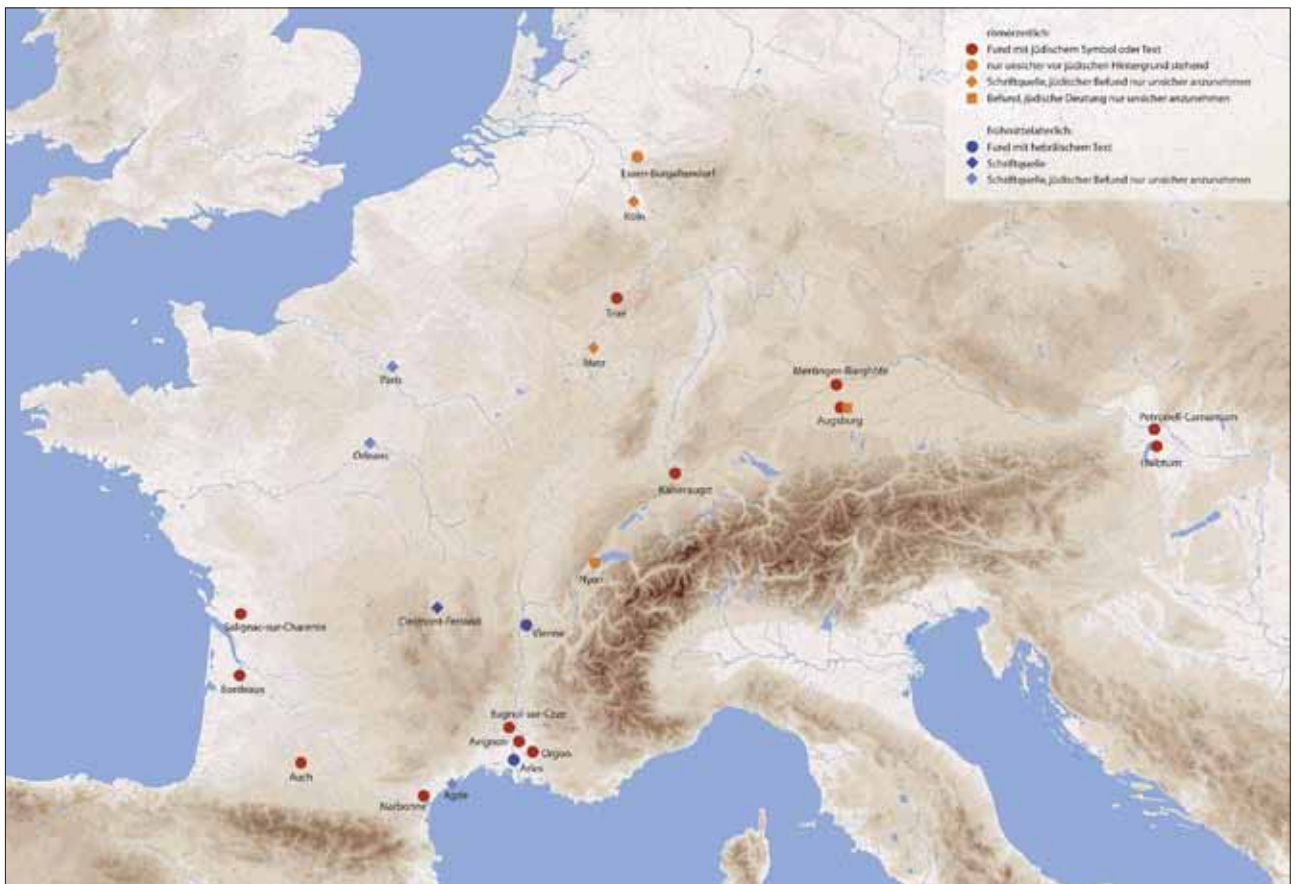 römerzeitlich:
Fund mit jüdischem Symbol oder Text
nur unsicher vor jüdischen Hintergrund stehend
Schriftquelle, jüdischer Befund nur unsicher anzunehmen
Befund, jüdische Deutung nur unsicher anzunehmen
frühmittelalterlich:
Fund mit hebräischem Text
Schriftquelle
Schriftquelle, jüdischer Befund nur unsicher anzunehmen
Essen-Burgaltendorf
Köln
Trier
Metz
Paris
Mertingen-Burghöfe
Augsburg
Petronell-Carnuntum
Halbturn
Orléans
Kaiseraugst
Nyon
Clermont-Ferrand
Vienne
Salignac-sur-Charente
Bordeaux
Bagnol-sur-Cèze
Avignon
Orgon
Arles
Auch
Agde
Narbonne